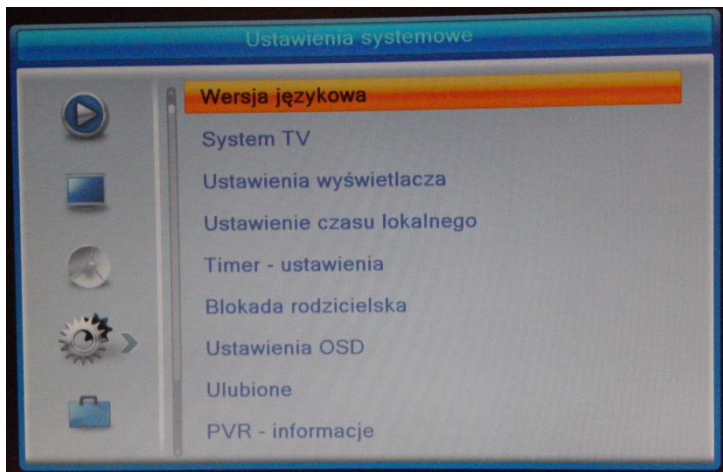 Ustawienia systemowe
Wersja językowa
System TV
Ustawienia wyświetlacza
Ustawienie czasu lokalnego
Timer - ustawienia
Blokada rodzicielska
Ustawienia OSD
Ulubione
PVR - informacje